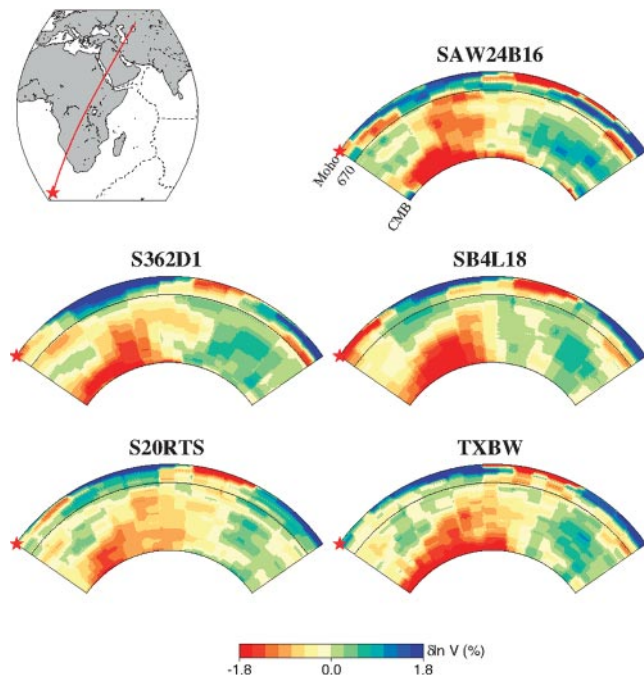 SAW24B16
Moho
670
CMB
S362D1
SB4L18
S20RTS
TXBW
δln V (%)
-1.8 0.0 1.8